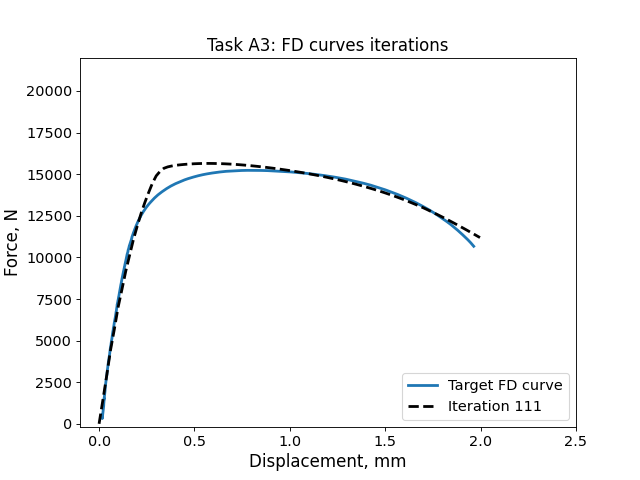 Task A3: FD curves iterations
Force, N
20000
17500
15000
12500
10000
7500
5000
2500
0
0.0 0.5 1.0 1.5 2.0 2.5
Displacement, mm
Target FD curve
Iteration 111